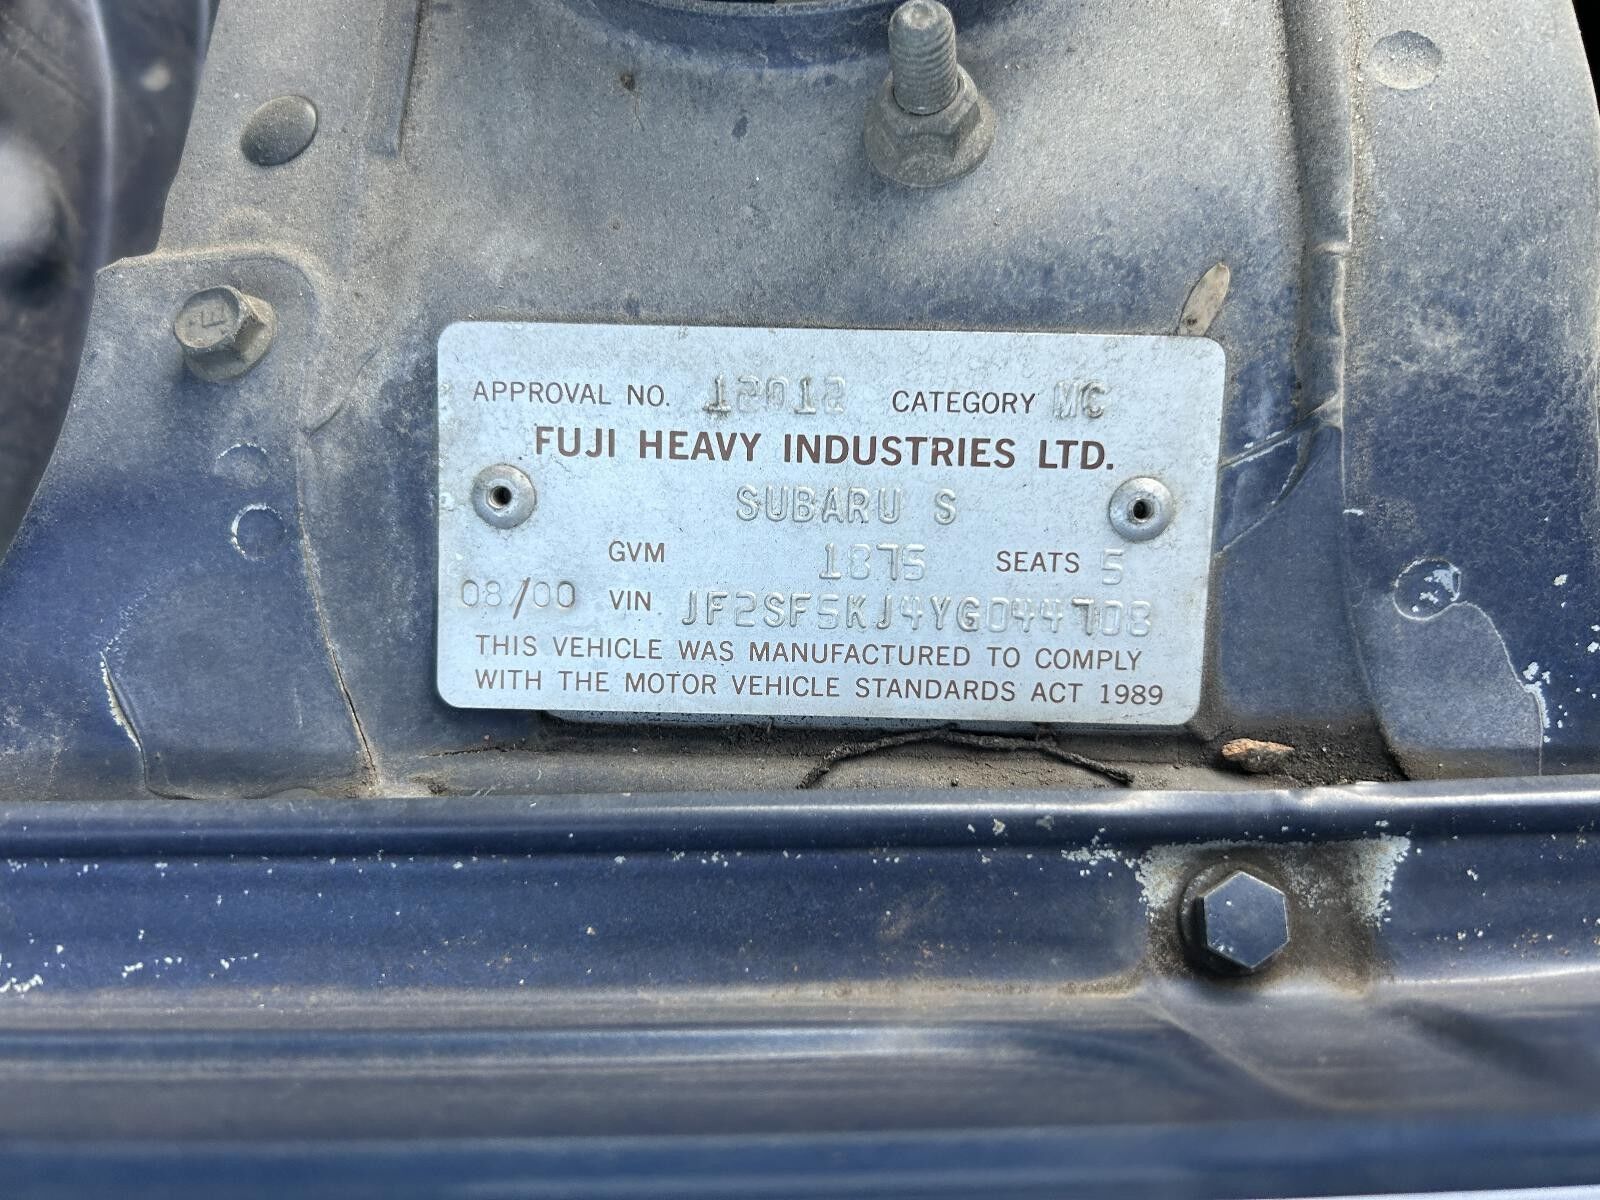 APPROVAL NO. 12012 CATEGORY MC
FUJI HEAVY INDUSTRIES LTD.
SUBARU S
GVM 1875 SEATS 5
08/00 VIN JF2SF5KJ4YG044708
THIS VEHICLE WAS MANUFACTURED TO COMPLY
WITH THE MOTOR VEHICLE STANDARDS ACT 1989